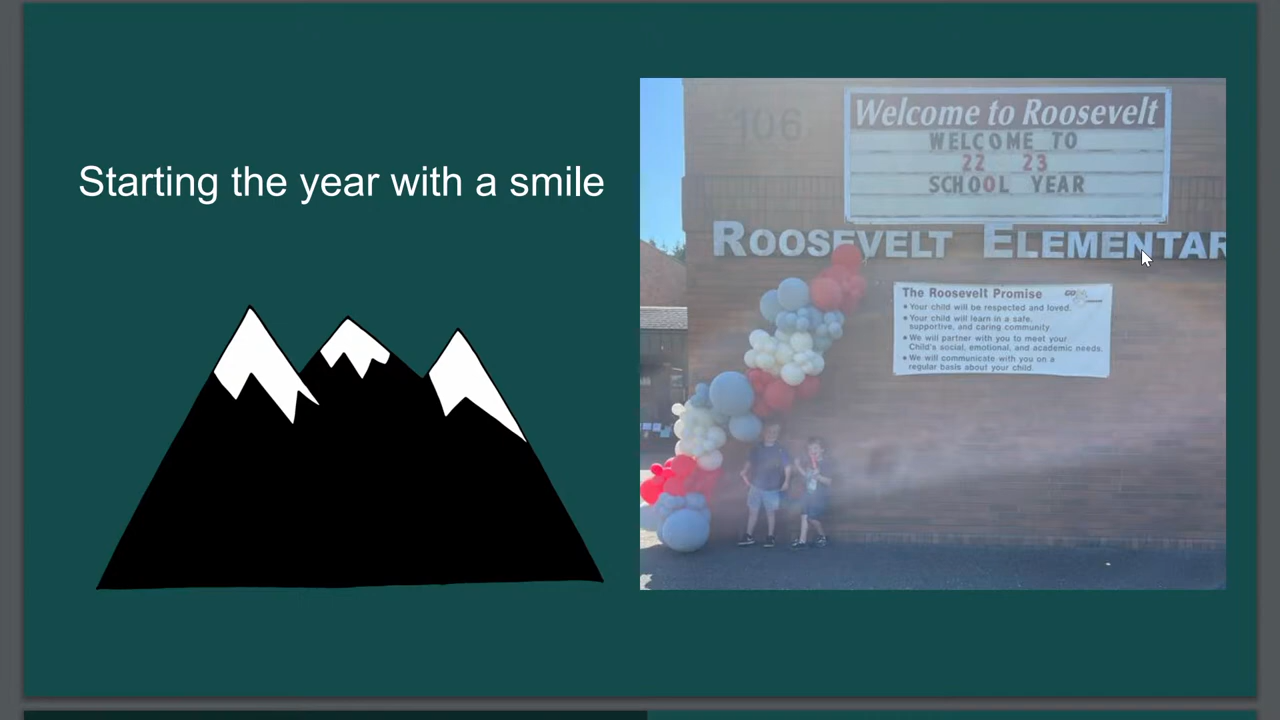 Starting the year with a smile
106
Welcome to Roosevelt
WELCOME TO
22 23
SCHOOL YEAR
ROOSEVELT ELEMENTAR
The Roosevelt Promise
GO
• Your child will be respected and loved.
• Your child will learn in a safe,
supportive, and caring community.
• We will partner with you to meet your
Child's social, emotional, and academic needs.
• We will communicate with you on a
regular basis about your child.